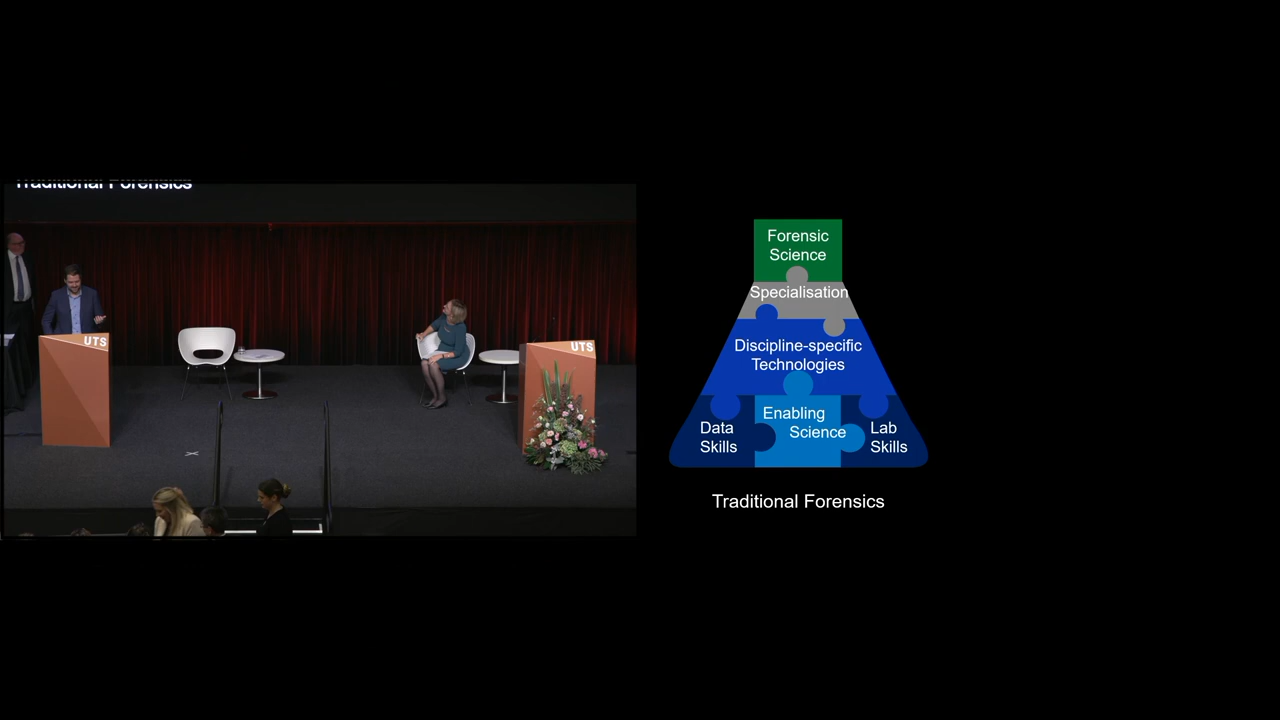 Traditional Forensics
UTS
UTS
Forensic
Science
Specialisation
Discipline-specific
Technologies
Enabling
Science
Data
Skills
Lab
Skills
Traditional Forensics